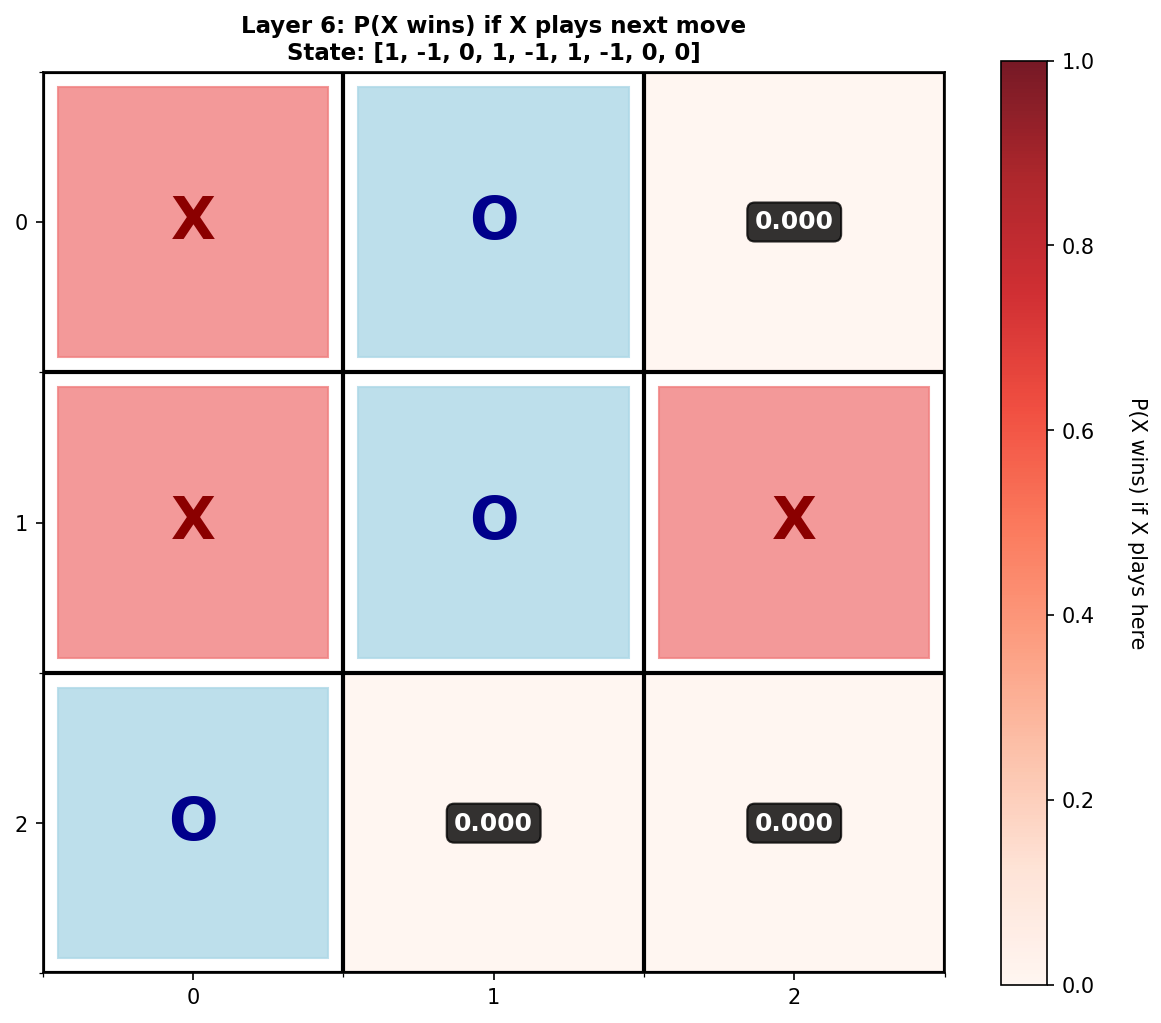 Layer 6: P(X wins) if X plays next move
State: [1, -1, 0, 1, -1, 1, -1, 0, 0]
0
X
O
0.000
1
X
O
X
2
O
0.000
0.000
0
1
2
1.0
0.8
0.6
0.4
0.2
0.0
P(X wins) if X plays here